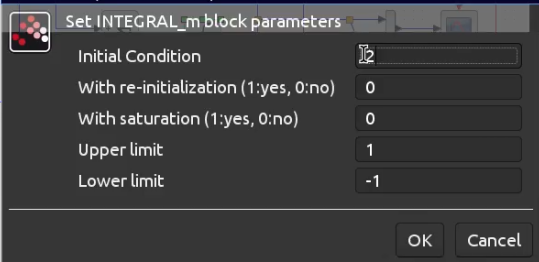 Set INTEGRAL_m block parameters
Initial Condition 2
With re-initialization (1:yes, 0:no) 0
With saturation (1:yes, 0:no) 0
Upper limit 1
Lower limit -1
OK Cancel